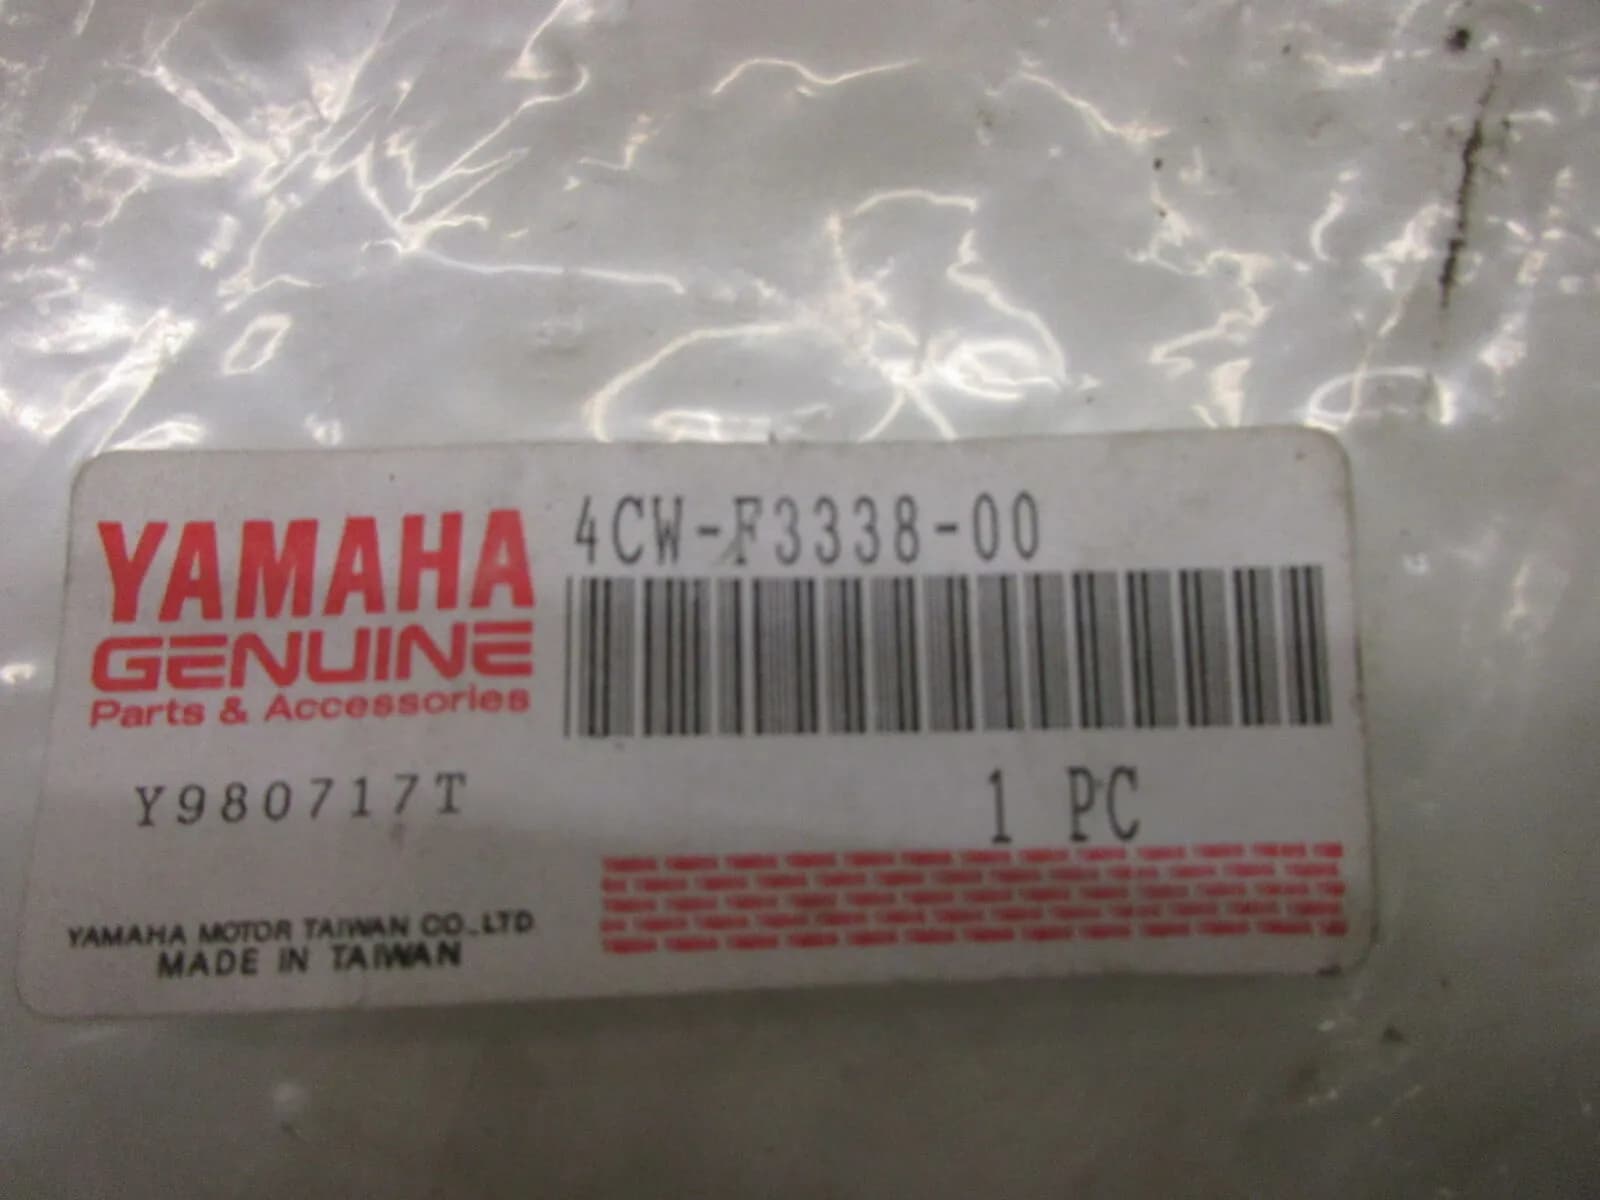 YAMAHA
GENUINE
Parts & Accessories
4CW-F3338-00
Y980717T
1 PC
YAMAHA MOTOR TAIWAN CO.,LTD.
MADE IN TAIWAN